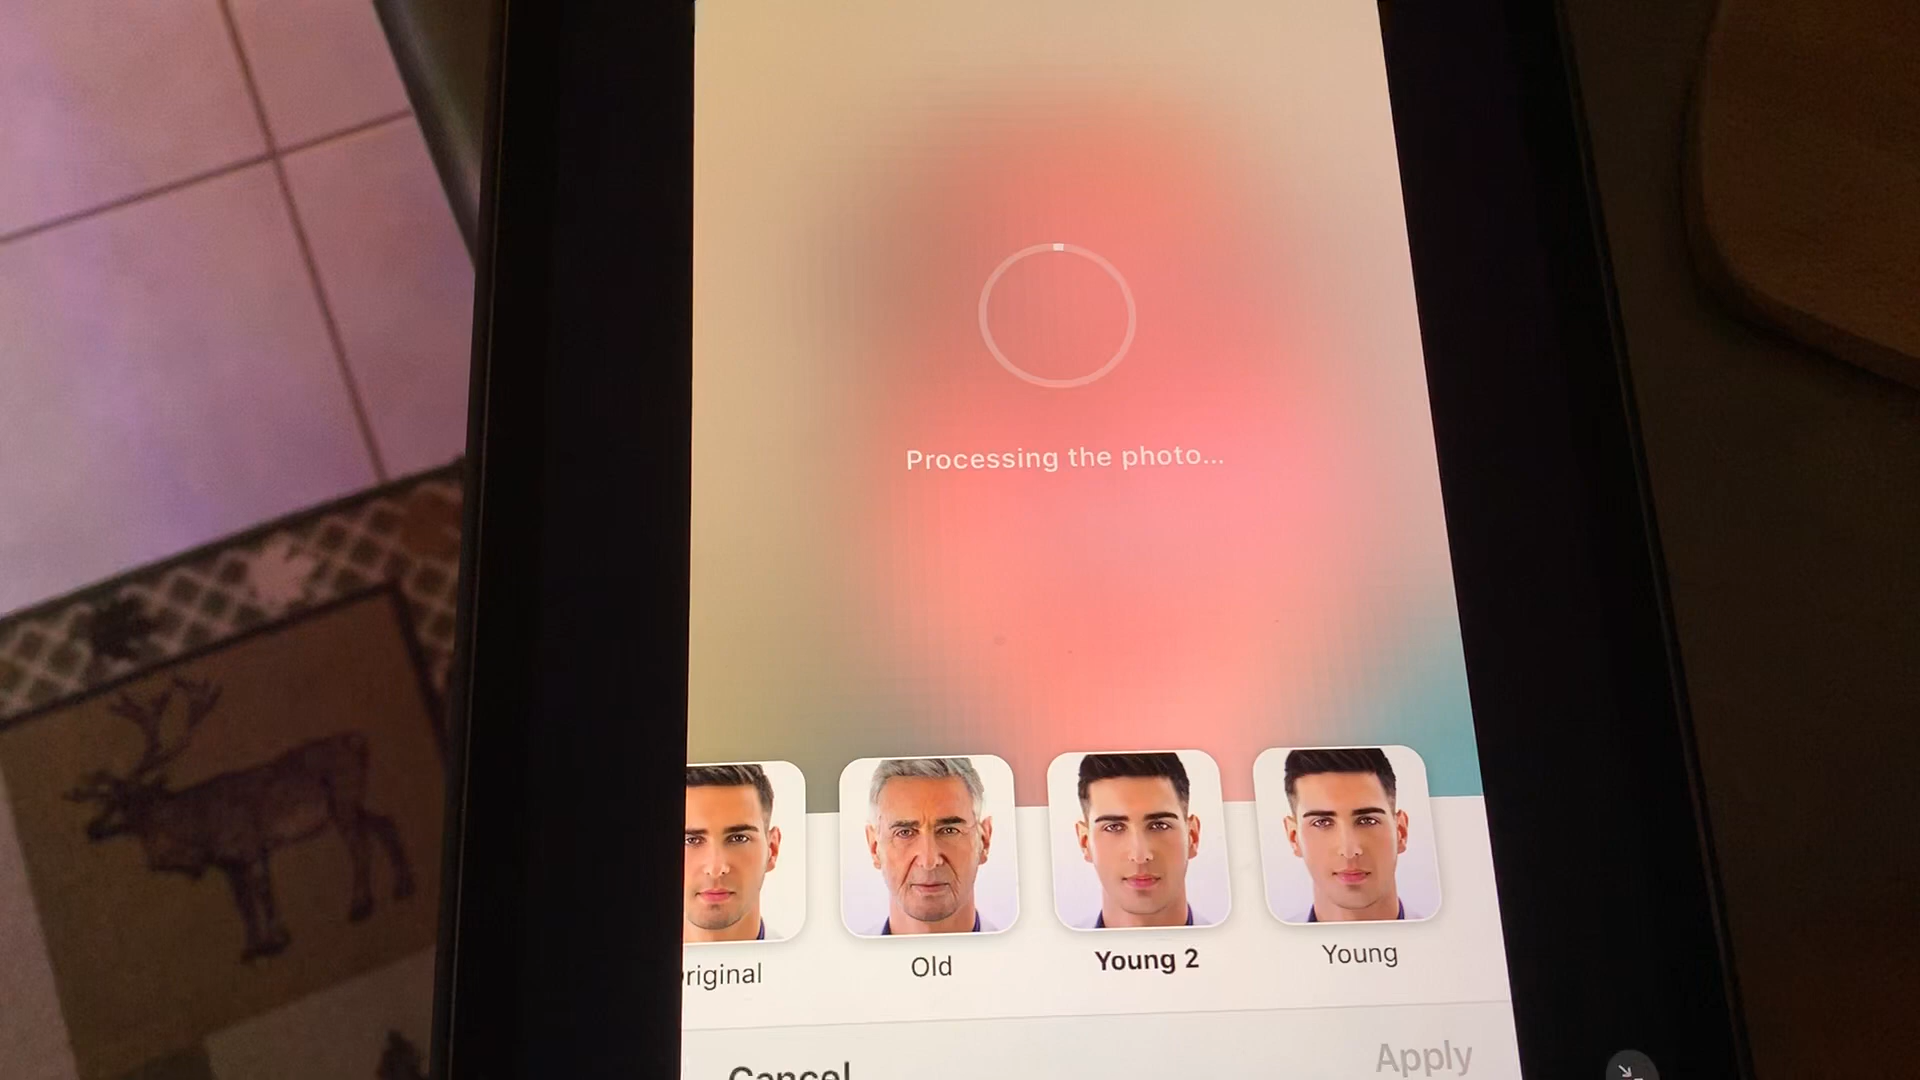 Processing the photo...
riginal
Old
Young 2
Young
Cancel
Apply